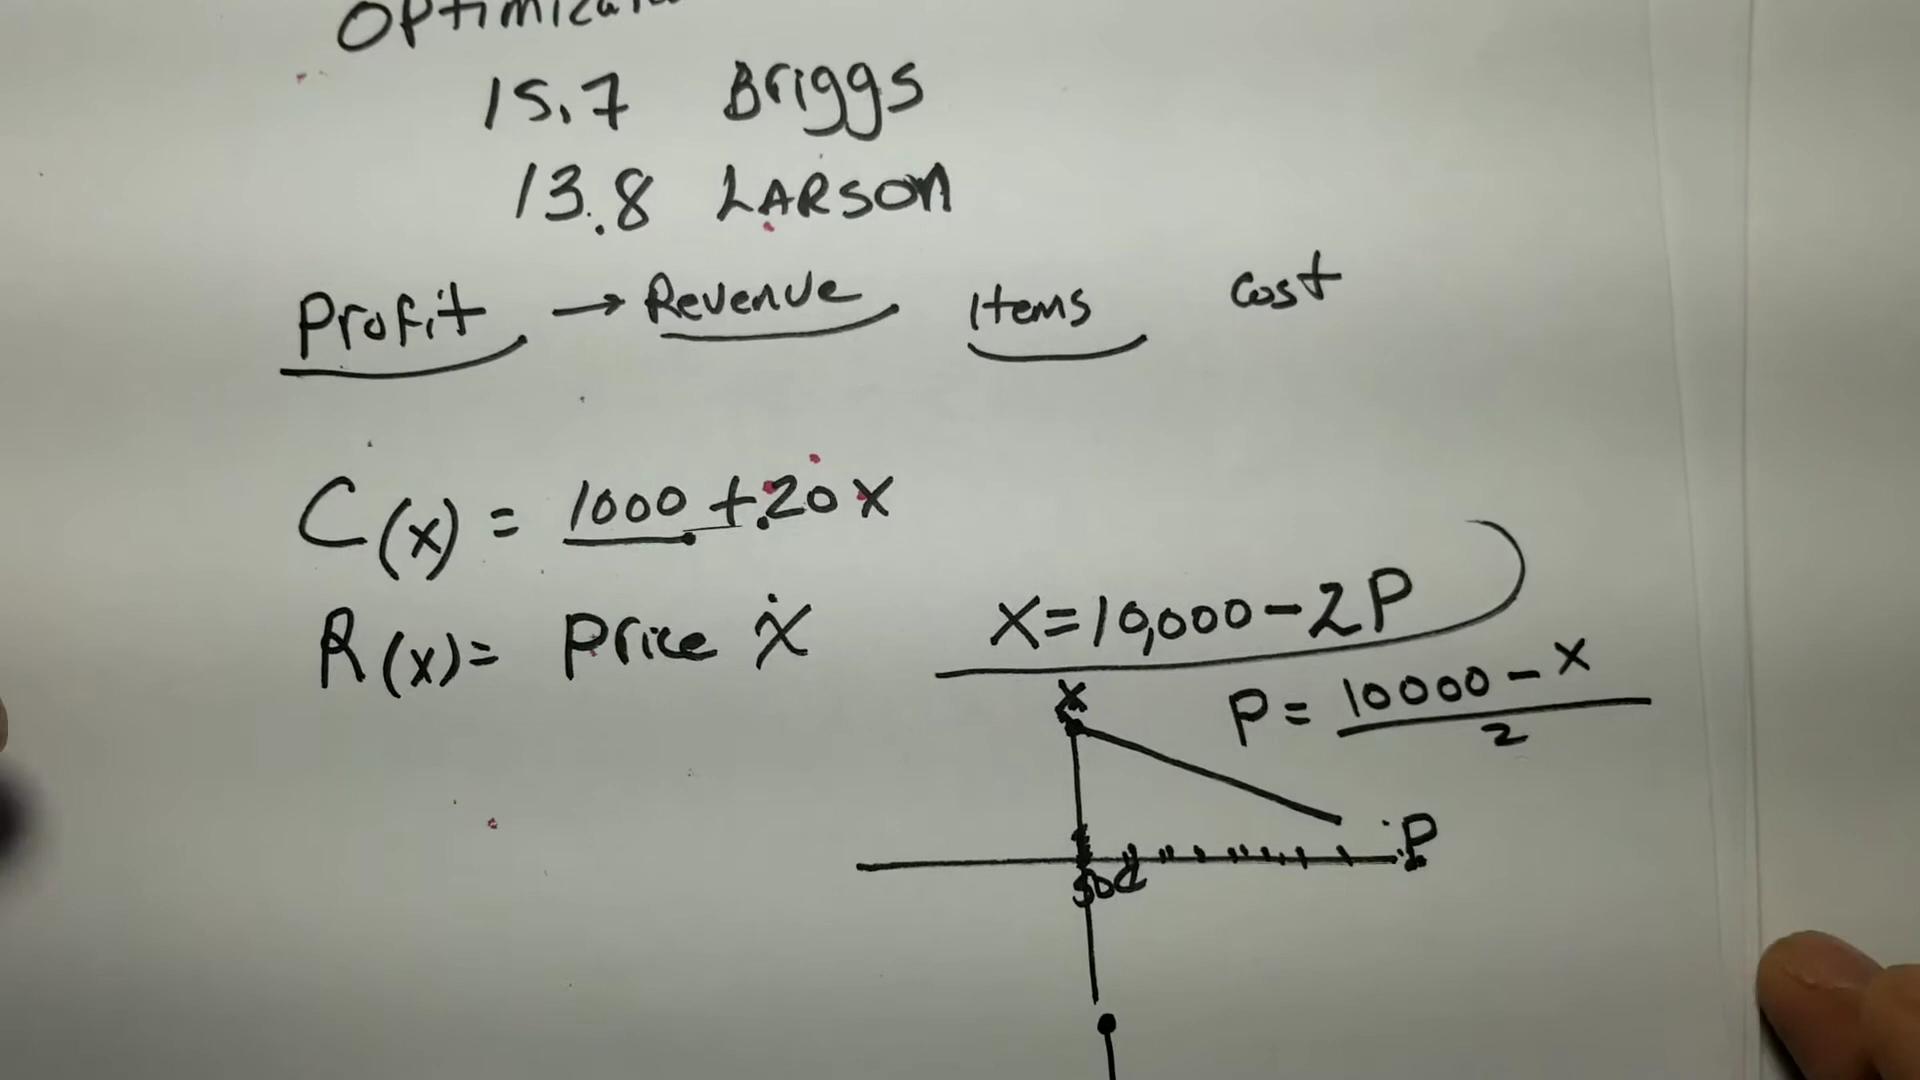 Optimiza
15.7 Briggs
13.8 LARSON
Profit → Revenue Items Cost
C(x) = 1000 + .20x
R(x) = Price x
X = 10,000 - 2P
P = 10000 - x / 2
X
P
50¢